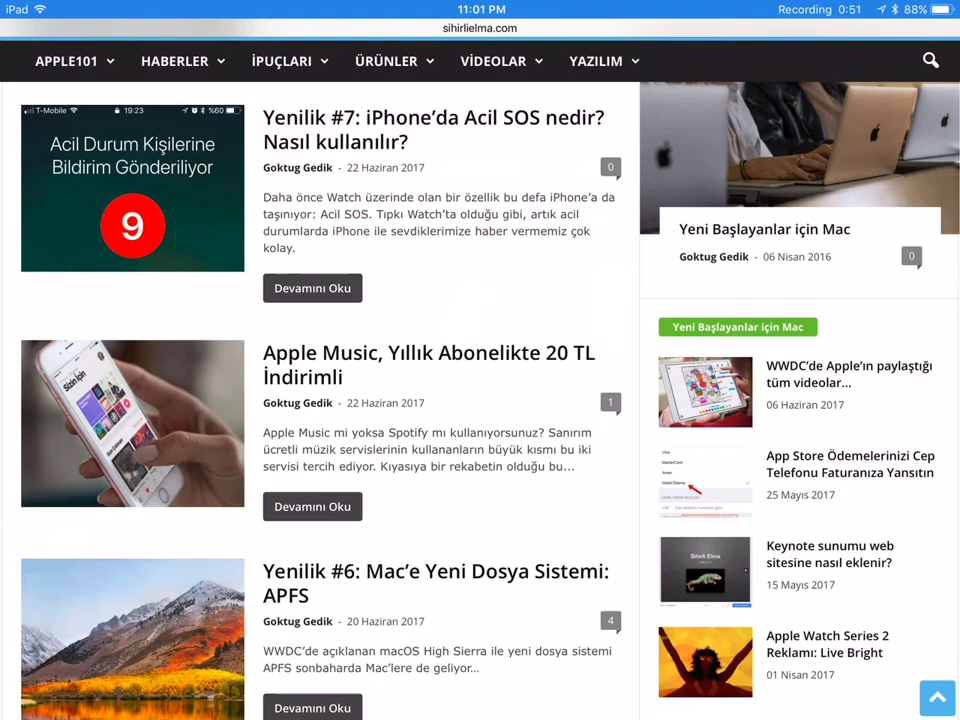 iPad 11:01 PM Recording 0:51 88%
sihirlielma.com
APPLE101 HABERLER İPUÇLARI ÜRÜNLER VİDEOLAR YAZILIM
T-Mobile 19:23 %60
Acil Durum Kişilerine
Bildirim Gönderiliyor
9
Yenilik #7: iPhone’da Acil SOS nedir?
Nasıl kullanılır?
Goktug Gedik - 22 Haziran 2017
0
Daha önce Watch üzerinde olan bir özellik bu defa iPhone’a da
taşınıyor: Acil SOS. Tıpkı Watch’ta olduğu gibi, artık acil
durumlarda iPhone ile sevdiklerimize haber vermemiz çok
kolay.
Devamını Oku
Sizin İçin
Apple Music, Yıllık Abonelikte 20 TL
İndirimli
Goktug Gedik - 22 Haziran 2017
1
Apple Music mi yoksa Spotify mı kullanıyorsunuz? Sanırım
ücretli müzik servislerinin kullananların büyük kısmı bu iki
servisi tercih ediyor. Kıyasıya bir rekabetin olduğu bu...
Devamını Oku
Yenilik #6: Mac’e Yeni Dosya Sistemi:
APFS
Goktug Gedik - 20 Haziran 2017
4
WWDC’de açıklanan macOS High Sierra ile yeni dosya sistemi
APFS sonbaharda Mac’lere de geliyor...
Devamını Oku
Yeni Başlayanlar için Mac
Goktug Gedik - 06 Nisan 2016
0
Yeni Başlayanlar için Mac
WWDC’de Apple’ın paylaştığı
tüm videolar...
06 Haziran 2017
Visa
MasterCard
Amex
Mobil Ödeme
App Store Ödemelerinizi Cep
Telefonu Faturanıza Yansıtın
25 Mayıs 2017
Sihirli Elma
Keynote sunumu web
sitesine nasıl eklenir?
15 Mayıs 2017
Apple Watch Series 2
Reklamı: Live Bright
01 Nisan 2017